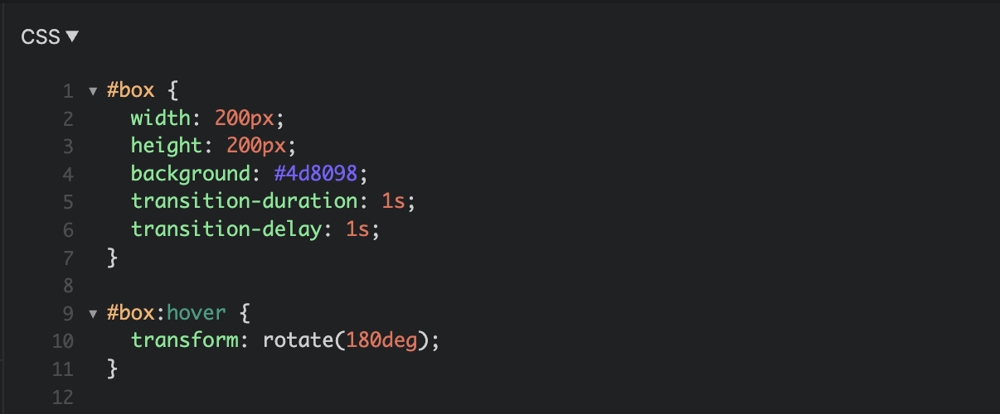 CSS ▼
1 ▼ #box {
2 width: 200px;
3 height: 200px;
4 background: #4d8098;
5 transition-duration: 1s;
6 transition-delay: 1s;
7 }
8
9 ▼ #box:hover {
10 transform: rotate(180deg);
11 }
12